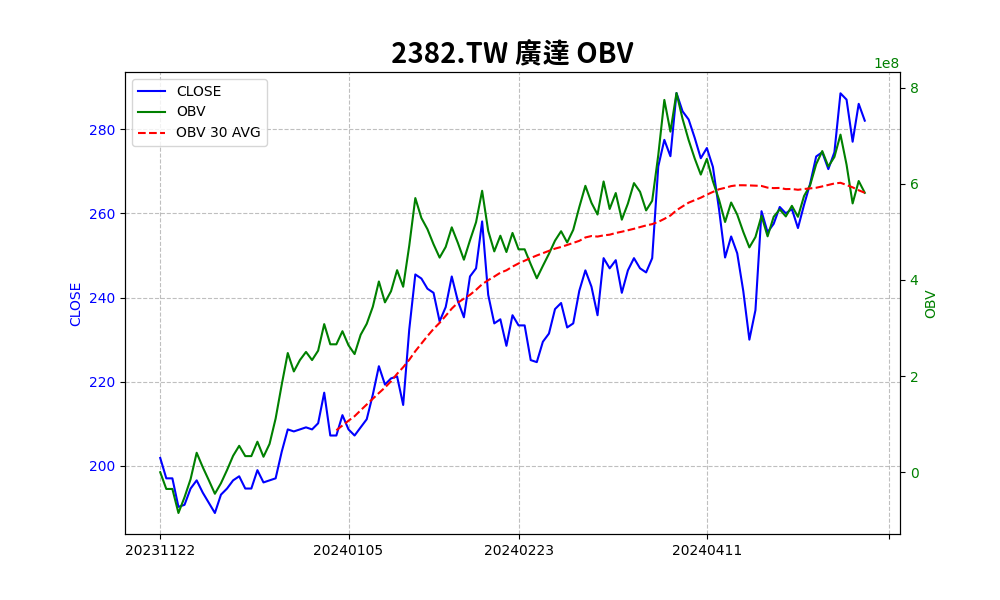 2382.TW 廣達 OBV
1e8
CLOSE
OBV
OBV 30 AVG
280
260
240
220
200
CLOSE
8
6
4
2
0
OBV
20231122
20240105
20240223
20240411